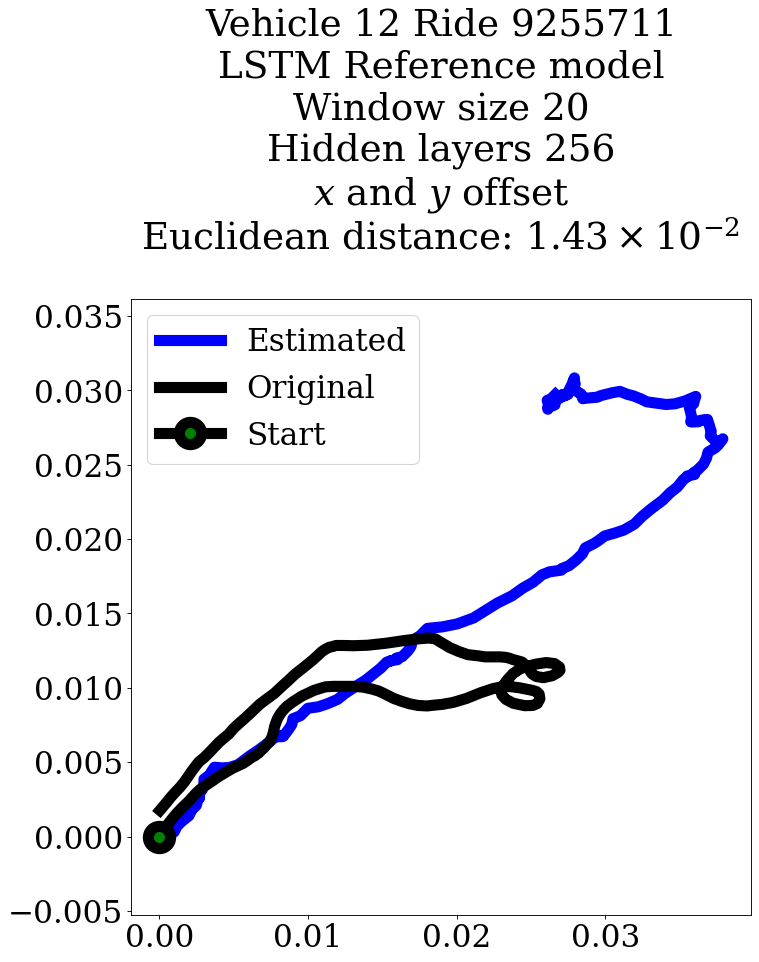 Vehicle 12 Ride 9255711
LSTM Reference model
Window size 20
Hidden layers 256
x and y offset
Euclidean distance: 1.43 × 10⁻²
0.035
0.030
0.025
0.020
0.015
0.010
0.005
0.000
−0.005
Estimated
Original
Start
0.00 0.01 0.02 0.03